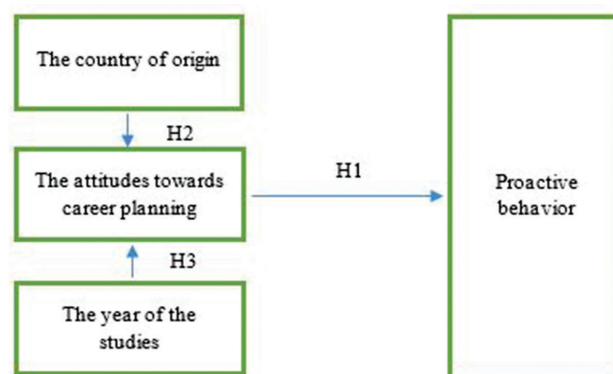 The country of origin
H2
The attitudes towards
career planning
H1
Proactive
behavior
H3
The year of the
studies